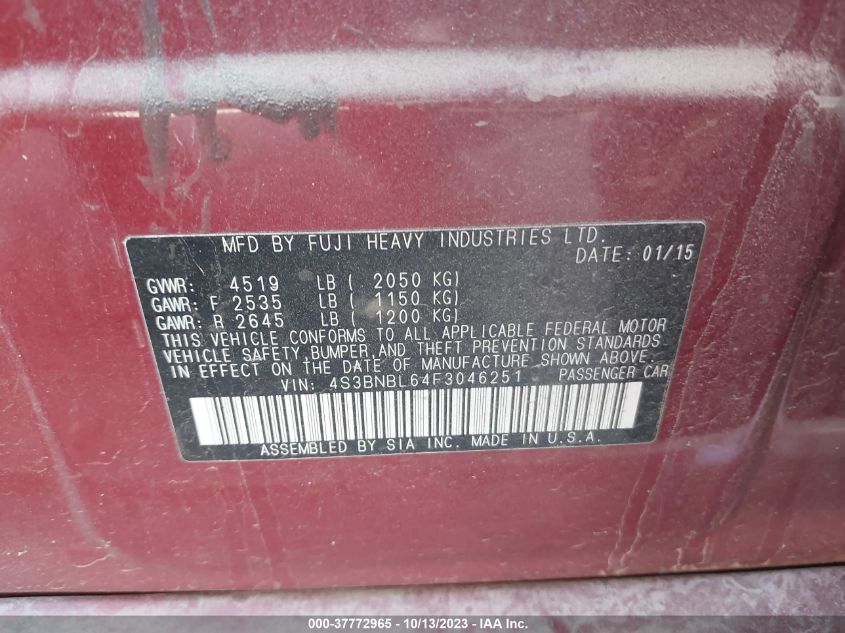 MFD BY FUJI HEAVY INDUSTRIES LTD.
DATE: 01/15
GVWR: 4519 LB ( 2050 KG)
GAWR: F 2535 LB ( 1150 KG)
GAWR: R 2645 LB ( 1200 KG)
THIS VEHICLE CONFORMS TO ALL APPLICABLE FEDERAL MOTOR
VEHICLE SAFETY, BUMPER, AND THEFT PREVENTION STANDARDS
IN EFFECT ON THE DATE OF MANUFACTURE SHOWN ABOVE.
VIN: 4S3BNBL64F3046251 PASSENGER CAR
ASSEMBLED BY SIA INC. MADE IN U.S.A.
000-37772965 - 10/13/2023 - © IAA Inc.